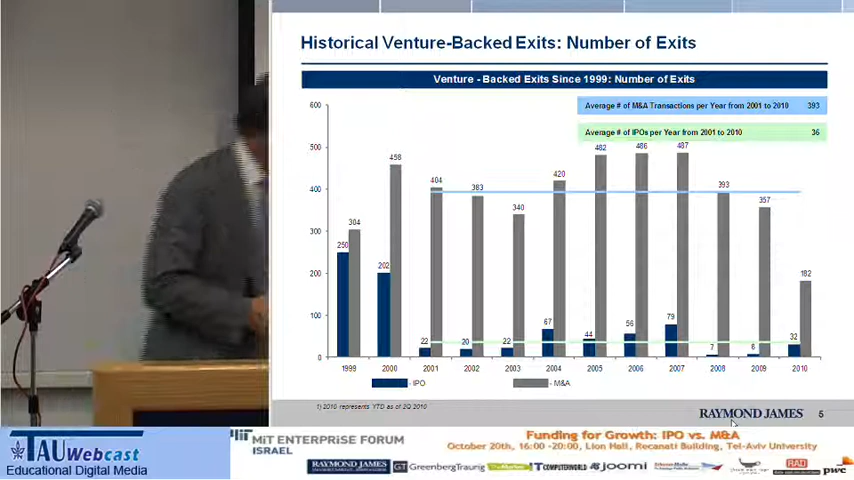 Historical Venture-Backed Exits: Number of Exits
Venture - Backed Exits Since 1999: Number of Exits
Average # of M&A Transactions per Year from 2001 to 2010 393
Average # of IPOs per Year from 2001 to 2010 36
600
500
400
300
200
100
0
250 304
202 458
22 404
20 383
22 340
67 420
44 482
56 486
79 487
7 393
6 357
32 182
1999 2000 2001 2002 2003 2004 2005 2006 2007 2008 2009 2010
- IPO - M&A
1) 2010 represents YTD as of 2Q 2010
RAYMOND JAMES 5
TAU Webcast
Educational Digital Media
MIT ENTERPRISE FORUM
ISRAEL
Funding for Growth: IPO vs. M&A
October 20th, 16:00 -20:00, Lion Hall, Recanati Building, Tel-Aviv University
RAYMOND JAMES GT GreenbergTraurig TheMarker COMPUTERWORLD Joomi RAD pwc